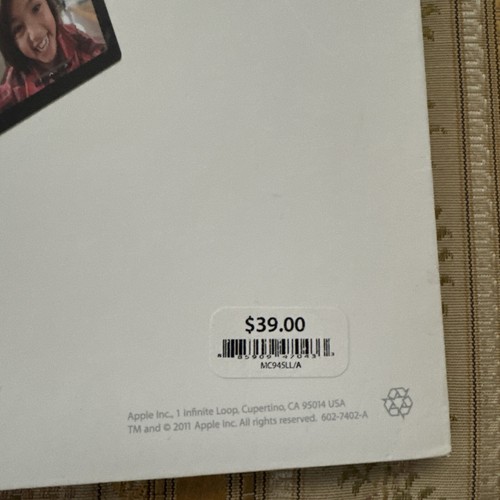 $39.00
MC945LL/A
Apple Inc., 1 Infinite Loop, Cupertino, CA 95014 USA
TM and © 2011 Apple Inc. All rights reserved. 602-7402-A